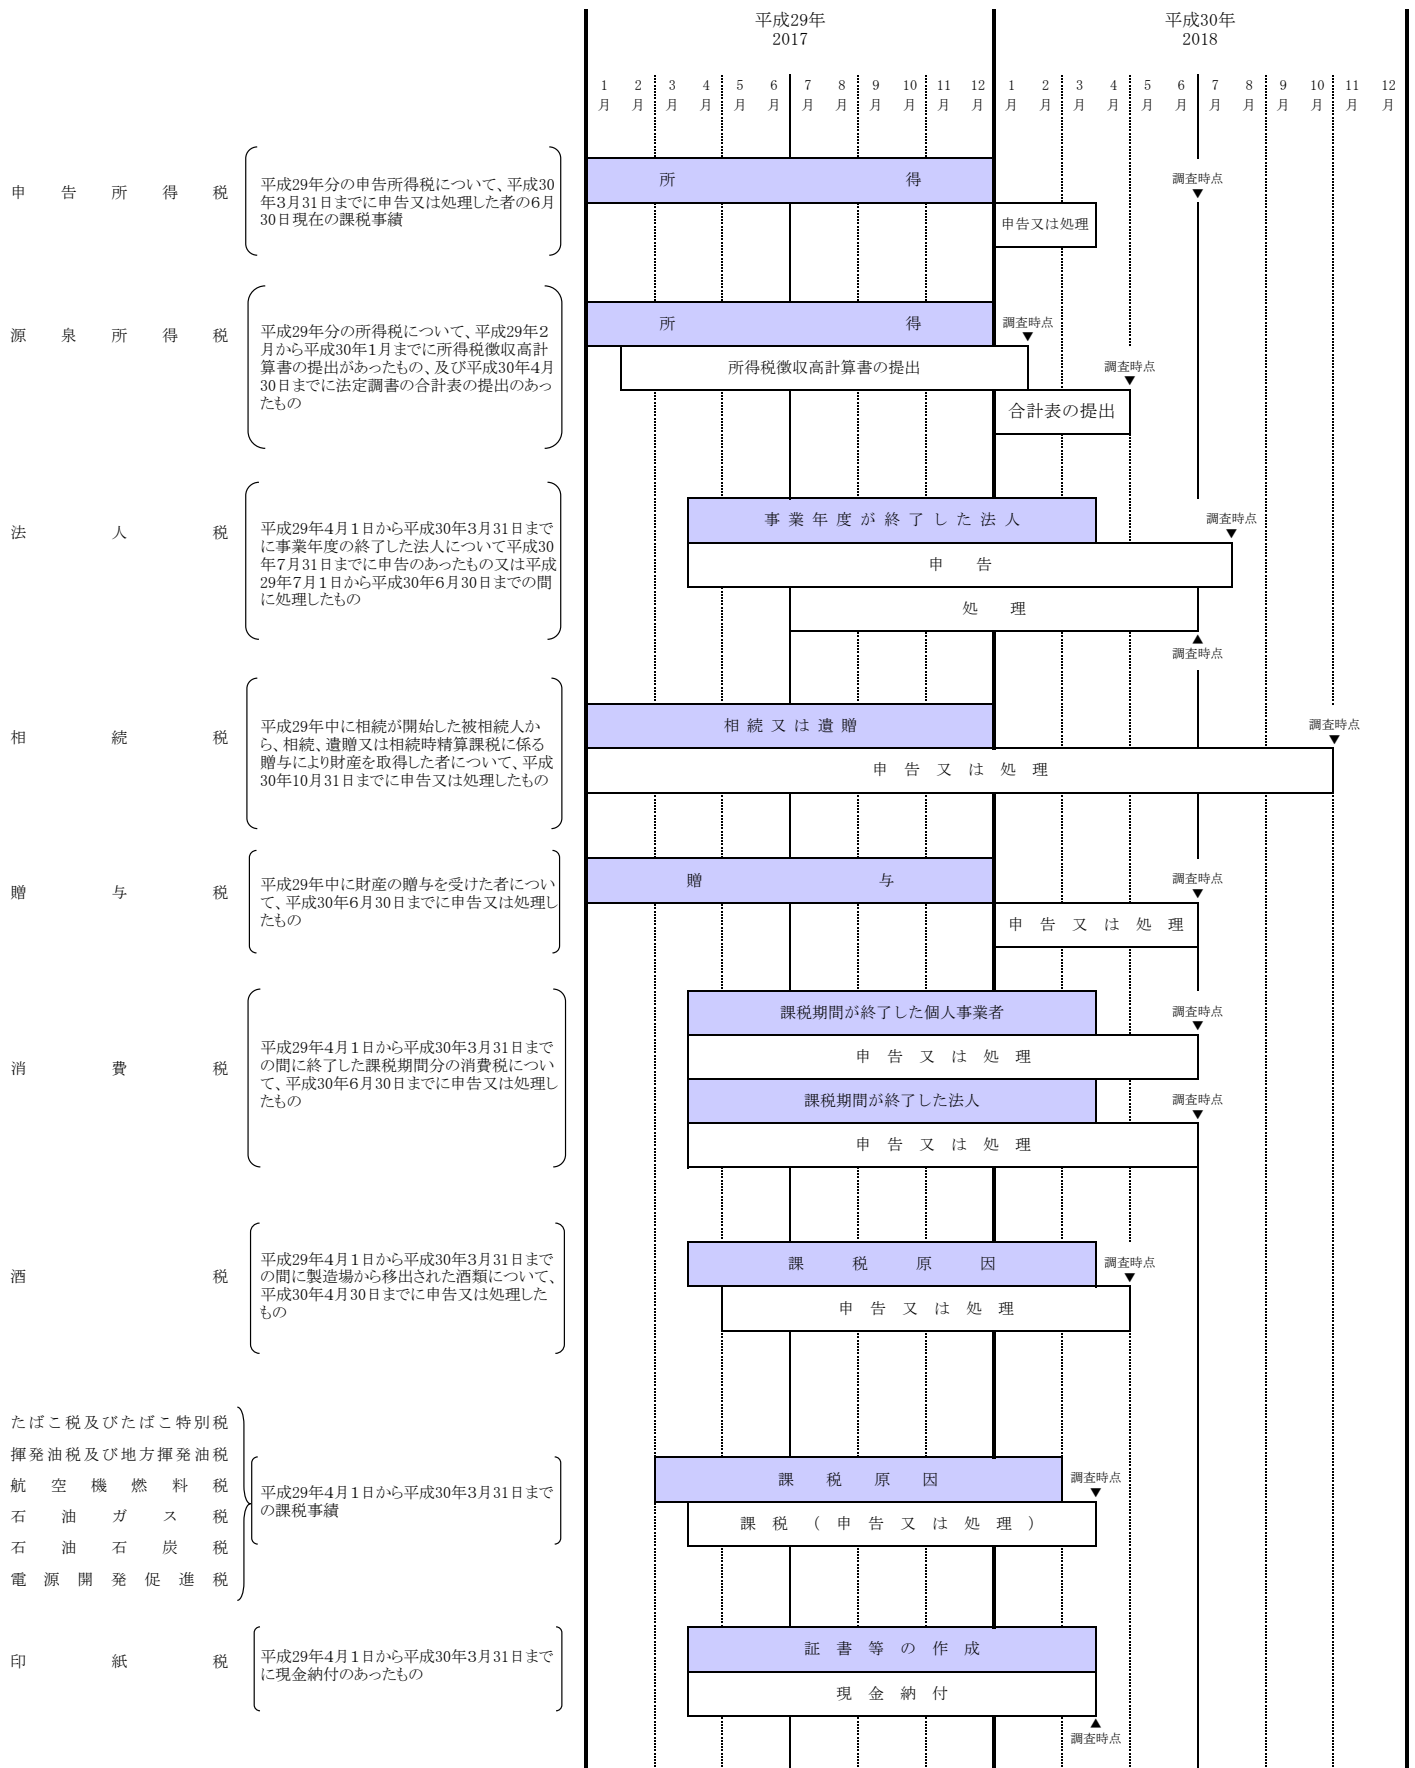 平成29年
2017
平成30年
2018
1 2 3 4 5 6 7 8 9 10 11 12 1 2 3 4 5 6 7 8 9 10 11 12
月 月 月 月 月 月 月 月 月 月 月 月 月 月 月 月 月 月 月 月 月 月 月 月
申告所得税
平成29年分の申告所得税について、平成30
年3月31日までに申告又は処理した者の6月
30日現在の課税事績
所得
調査時点
▼
申告又は処理
源泉所得税
平成29年分の所得税について、平成29年2
月から平成30年1月までに所得税徴収高計
算書の提出があったもの、及び平成30年4月
30日までに法定調書の合計表の提出のあっ
たもの
所得
調査時点
▼
所得税徴収高計算書の提出
調査時点
▼
合計表の提出
法人税
平成29年4月1日から平成30年3月31日まで
に事業年度の終了した法人について平成30
年7月31日までに申告のあったもの又は平成
29年7月1日から平成30年6月30日までの間
に処理したもの
事業年度が終了した法人
調査時点
▼
申告
処理
▲
調査時点
相続税
平成29年中に相続が開始した被相続人か
ら、相続、遺贈又は相続時精算課税に係る
贈与により財産を取得した者について、平成
30年10月31日までに申告又は処理したもの
相続又は遺贈
調査時点
▼
申告又は処理
贈与税
平成29年中に財産の贈与を受けた者につい
て、平成30年6月30日までに申告又は処理し
たもの
贈与
調査時点
▼
申告又は処理
消費税
平成29年4月1日から平成30年3月31日まで
の間に終了した課税期間分の消費税につい
て、平成30年6月30日までに申告又は処理し
たもの
課税期間が終了した個人事業者
調査時点
▼
申告又は処理
課税期間が終了した法人
調査時点
▼
申告又は処理
酒税
平成29年4月1日から平成30年3月31日まで
の間に製造場から移出された酒類について、
平成30年4月30日までに申告又は処理した
もの
課税原因
調査時点
▼
申告又は処理
たばこ税及びたばこ特別税
揮発油税及び地方揮発油税
航空機燃料税
石油ガス税
石油石炭税
電源開発促進税
平成29年4月1日から平成30年3月31日まで
の課税事績
課税原因
調査時点
▼
課税(申告又は処理)
印紙税
平成29年4月1日から平成30年3月31日まで
に現金納付のあったもの
証書等の作成
現金納付
▲
調査時点